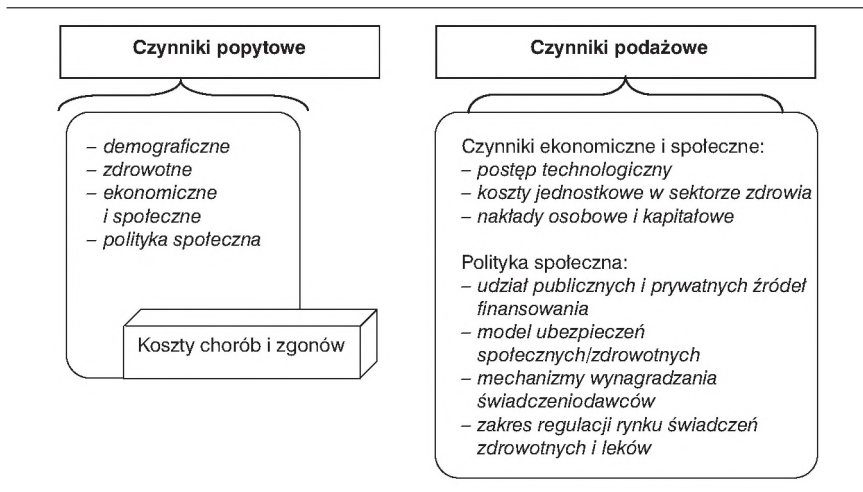 Czynniki popytowe
– demograficzne
– zdrowotne
– ekonomiczne
i społeczne
– polityka społeczna
Koszty chorób i zgonów
Czynniki podażowe
Czynniki ekonomiczne i społeczne:
– postęp technologiczny
– koszty jednostkowe w sektorze zdrowia
– nakłady osobowe i kapitałowe
Polityka społeczna:
– udział publicznych i prywatnych źródeł
finansowania
– model ubezpieczeń
społecznych/zdrowotnych
– mechanizmy wynagradzania
świadczeniodawców
– zakres regulacji rynku świadczeń
zdrowotnych i leków